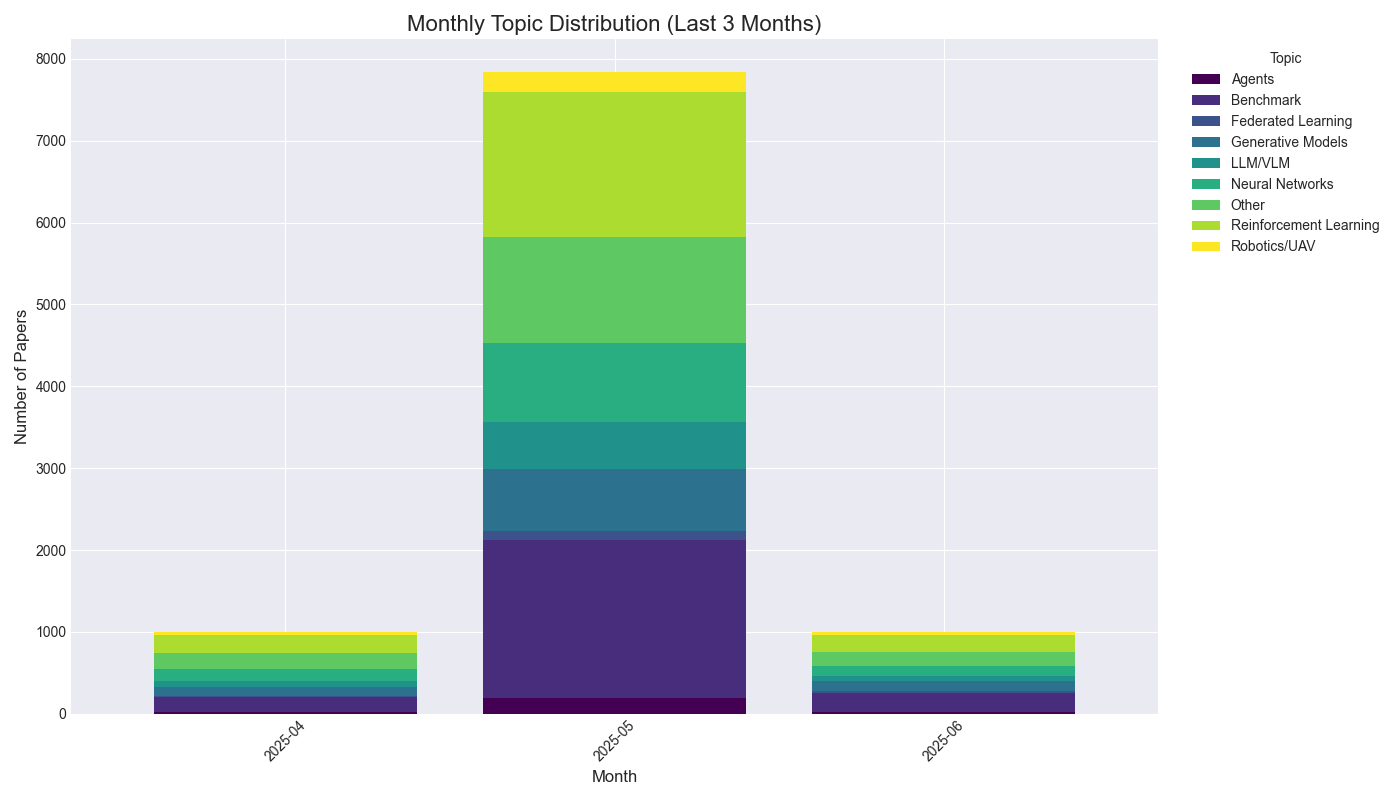 Monthly Topic Distribution (Last 3 Months)
Number of Papers
8000
7000
6000
5000
4000
3000
2000
1000
0
2025-04
2025-05
2025-06
Month
Topic
Agents
Benchmark
Federated Learning
Generative Models
LLM/VLM
Neural Networks
Other
Reinforcement Learning
Robotics/UAV